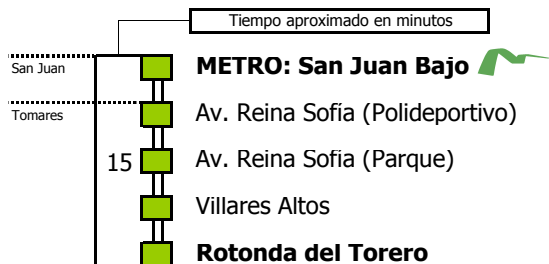 Tiempo aproximado en minutos
San Juan
METRO: San Juan Bajo
Tomares
Av. Reina Sofía (Polideportivo)
15
Av. Reina Sofia (Parque)
Villares Altos
Rotonda del Torero